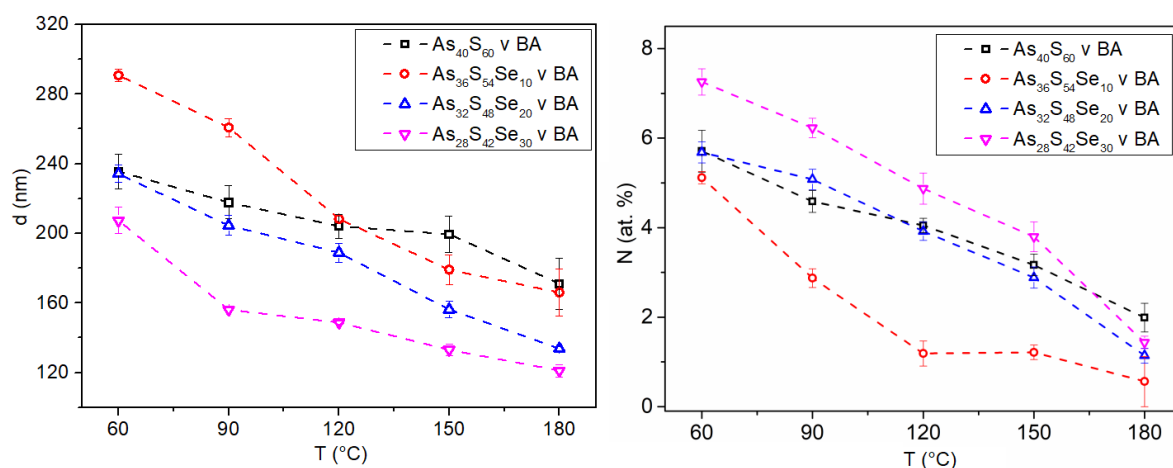 320
280
240
200
160
120
d (nm)
60 90 120 150 180
T (°C)
As₄₀S₆₀ v BA
As₃₆S₅₄Se₁₀ v BA
As₃₂S₄₈Se₂₀ v BA
As₂₈S₄₂Se₃₀ v BA
8
6
4
2
0
N (at. %)
60 90 120 150 180
T (°C)
As₄₀S₆₀ v BA
As₃₆S₅₄Se₁₀ v BA
As₃₂S₄₈Se₂₀ v BA
As₂₈S₄₂Se₃₀ v BA